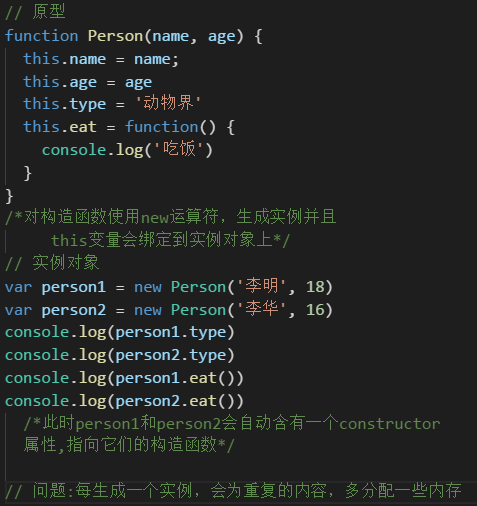 // 原型
function Person(name, age) {
  this.name = name;
  this.age = age
  this.type = '动物界'
  this.eat = function() {
    console.log('吃饭')
  }
}
/*对构造函数使用new运算符，生成实例并且
     this变量会绑定到实例对象上*/
// 实例对象
var person1 = new Person('李明', 18)
var person2 = new Person('李华', 16)
console.log(person1.type)
console.log(person2.type)
console.log(person1.eat())
console.log(person2.eat())
  /*此时person1和person2会自动含有一个constructor
  属性,指向它们的构造函数*/
// 问题:每生成一个实例，会为重复的内容，多分配一些内存